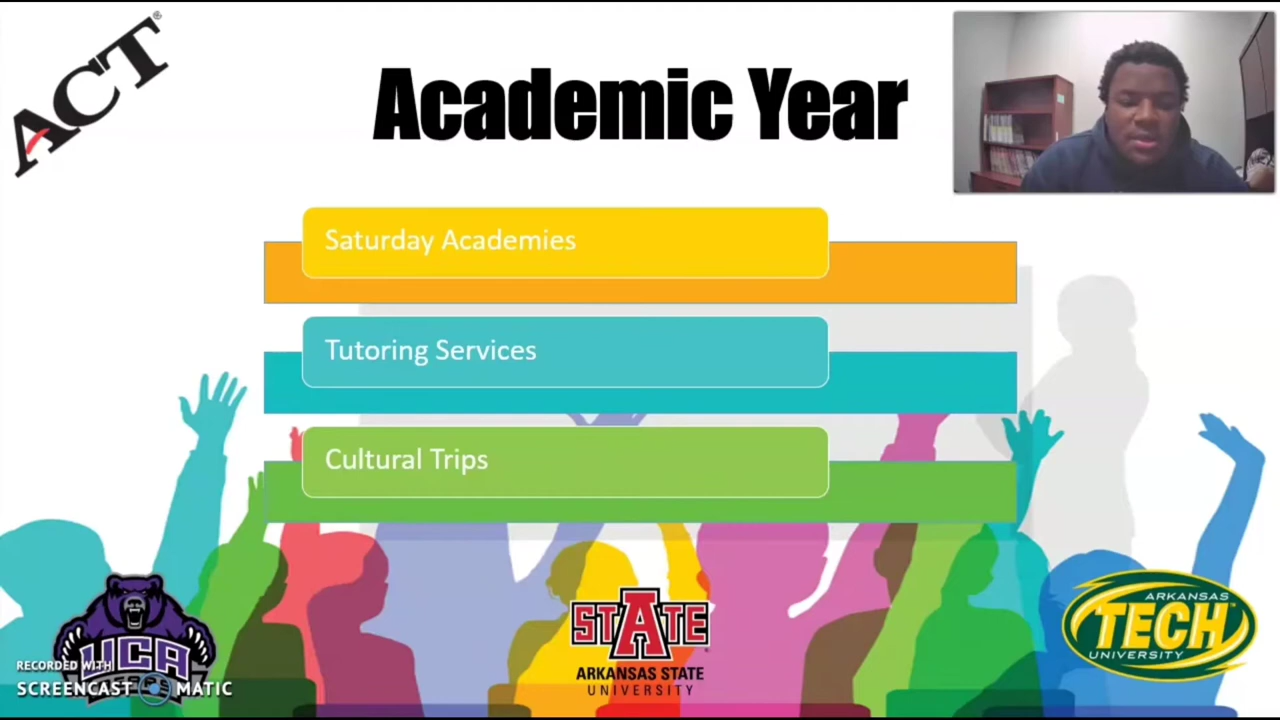 ACT®
Academic Year
Saturday Academies
Tutoring Services
Cultural Trips
UCA
RECORDED WITH
SCREENCAST MATIC
STATE
ARKANSAS STATE
UNIVERSITY
ARKANSAS
TECH
UNIVERSITY